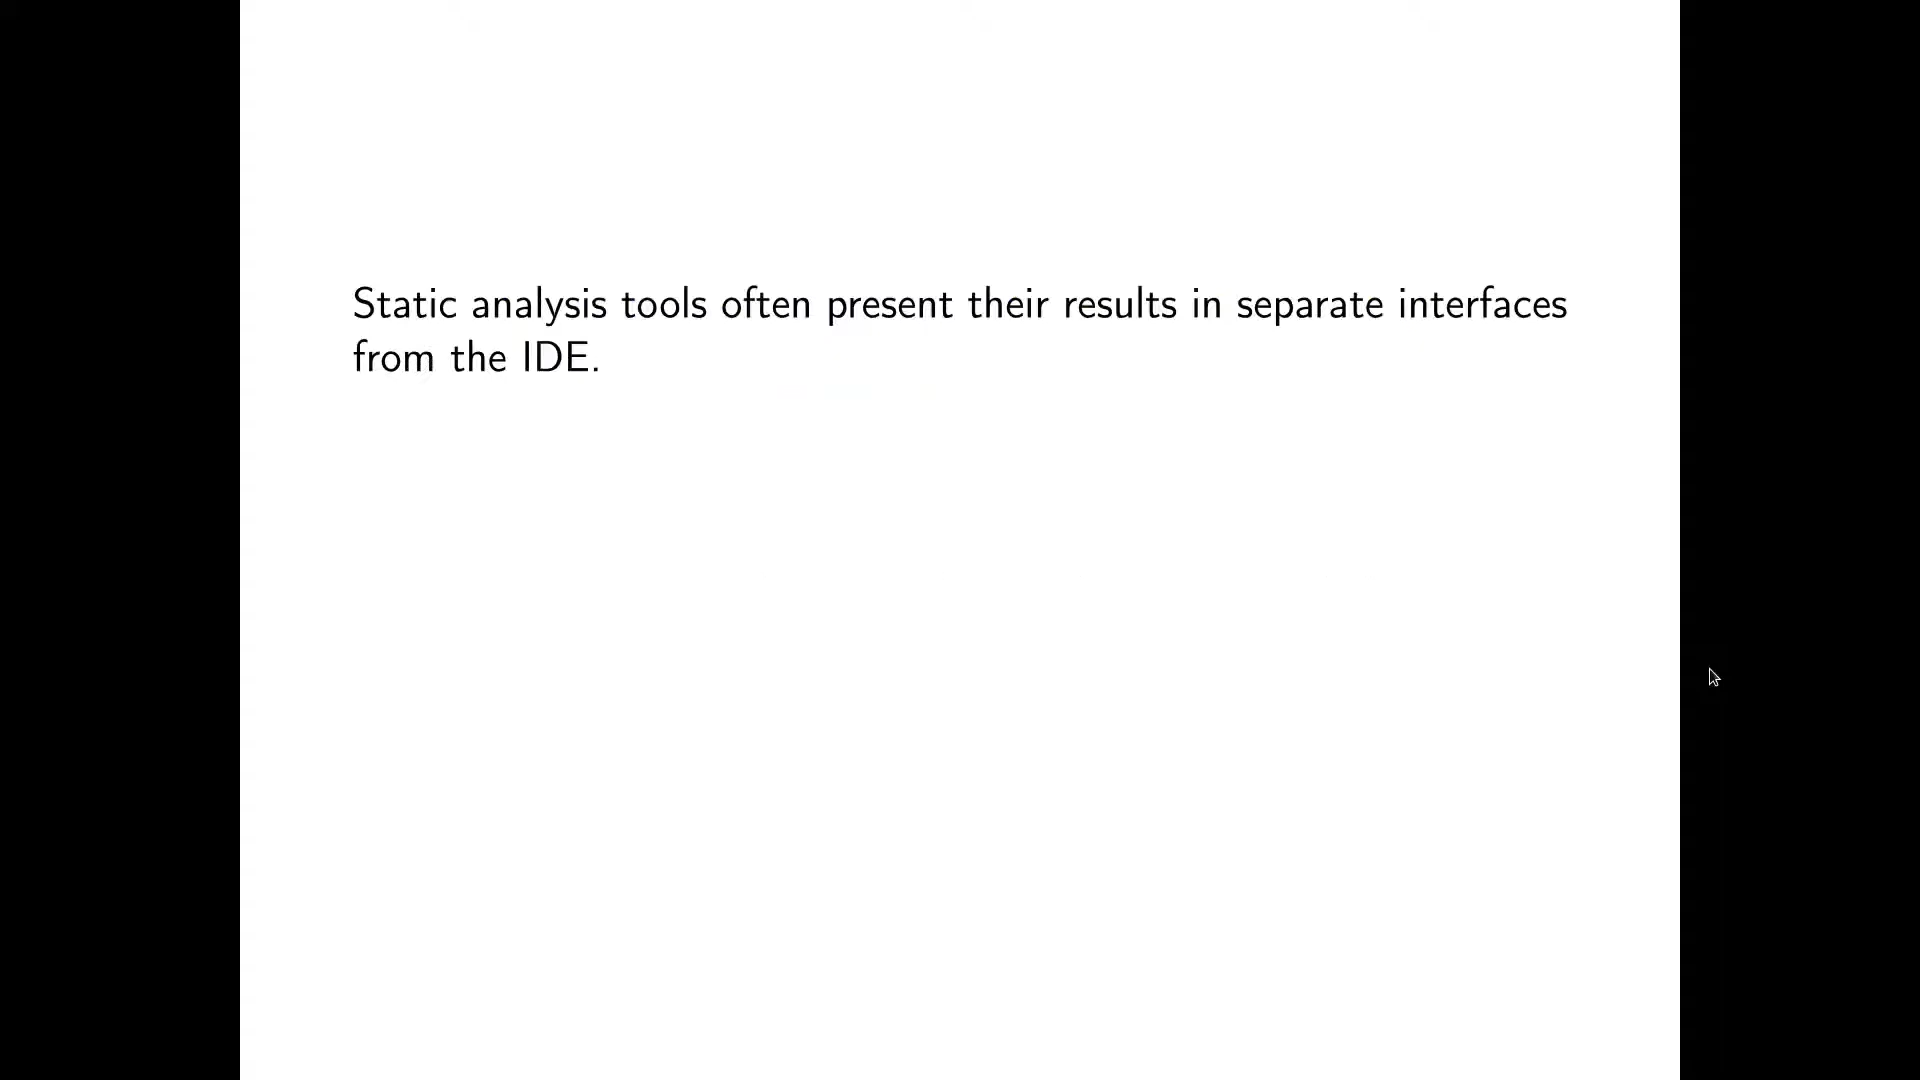 Static analysis tools often present their results in separate interfaces
from the IDE.